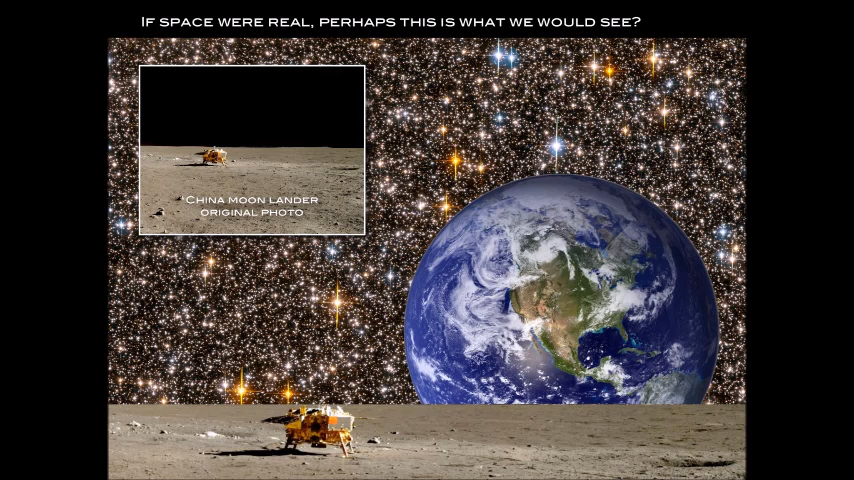 If space were real, perhaps this is what we would see?
*China moon lander
original photo